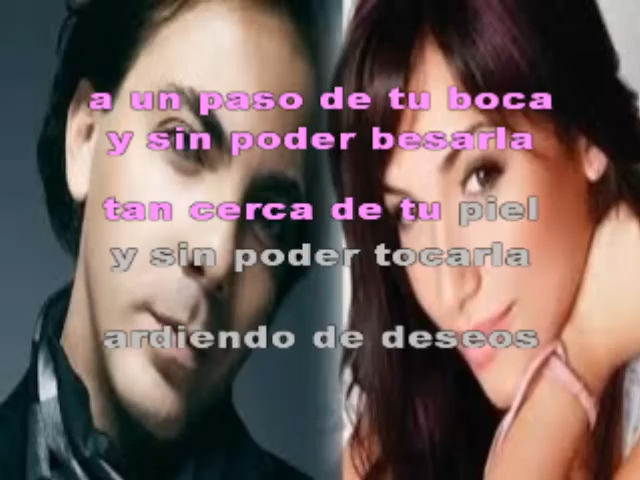 a un paso de tu boca
y sin poder besarla
tan cerca de tu piel
y sin poder tocarla
ardiendo de deseos